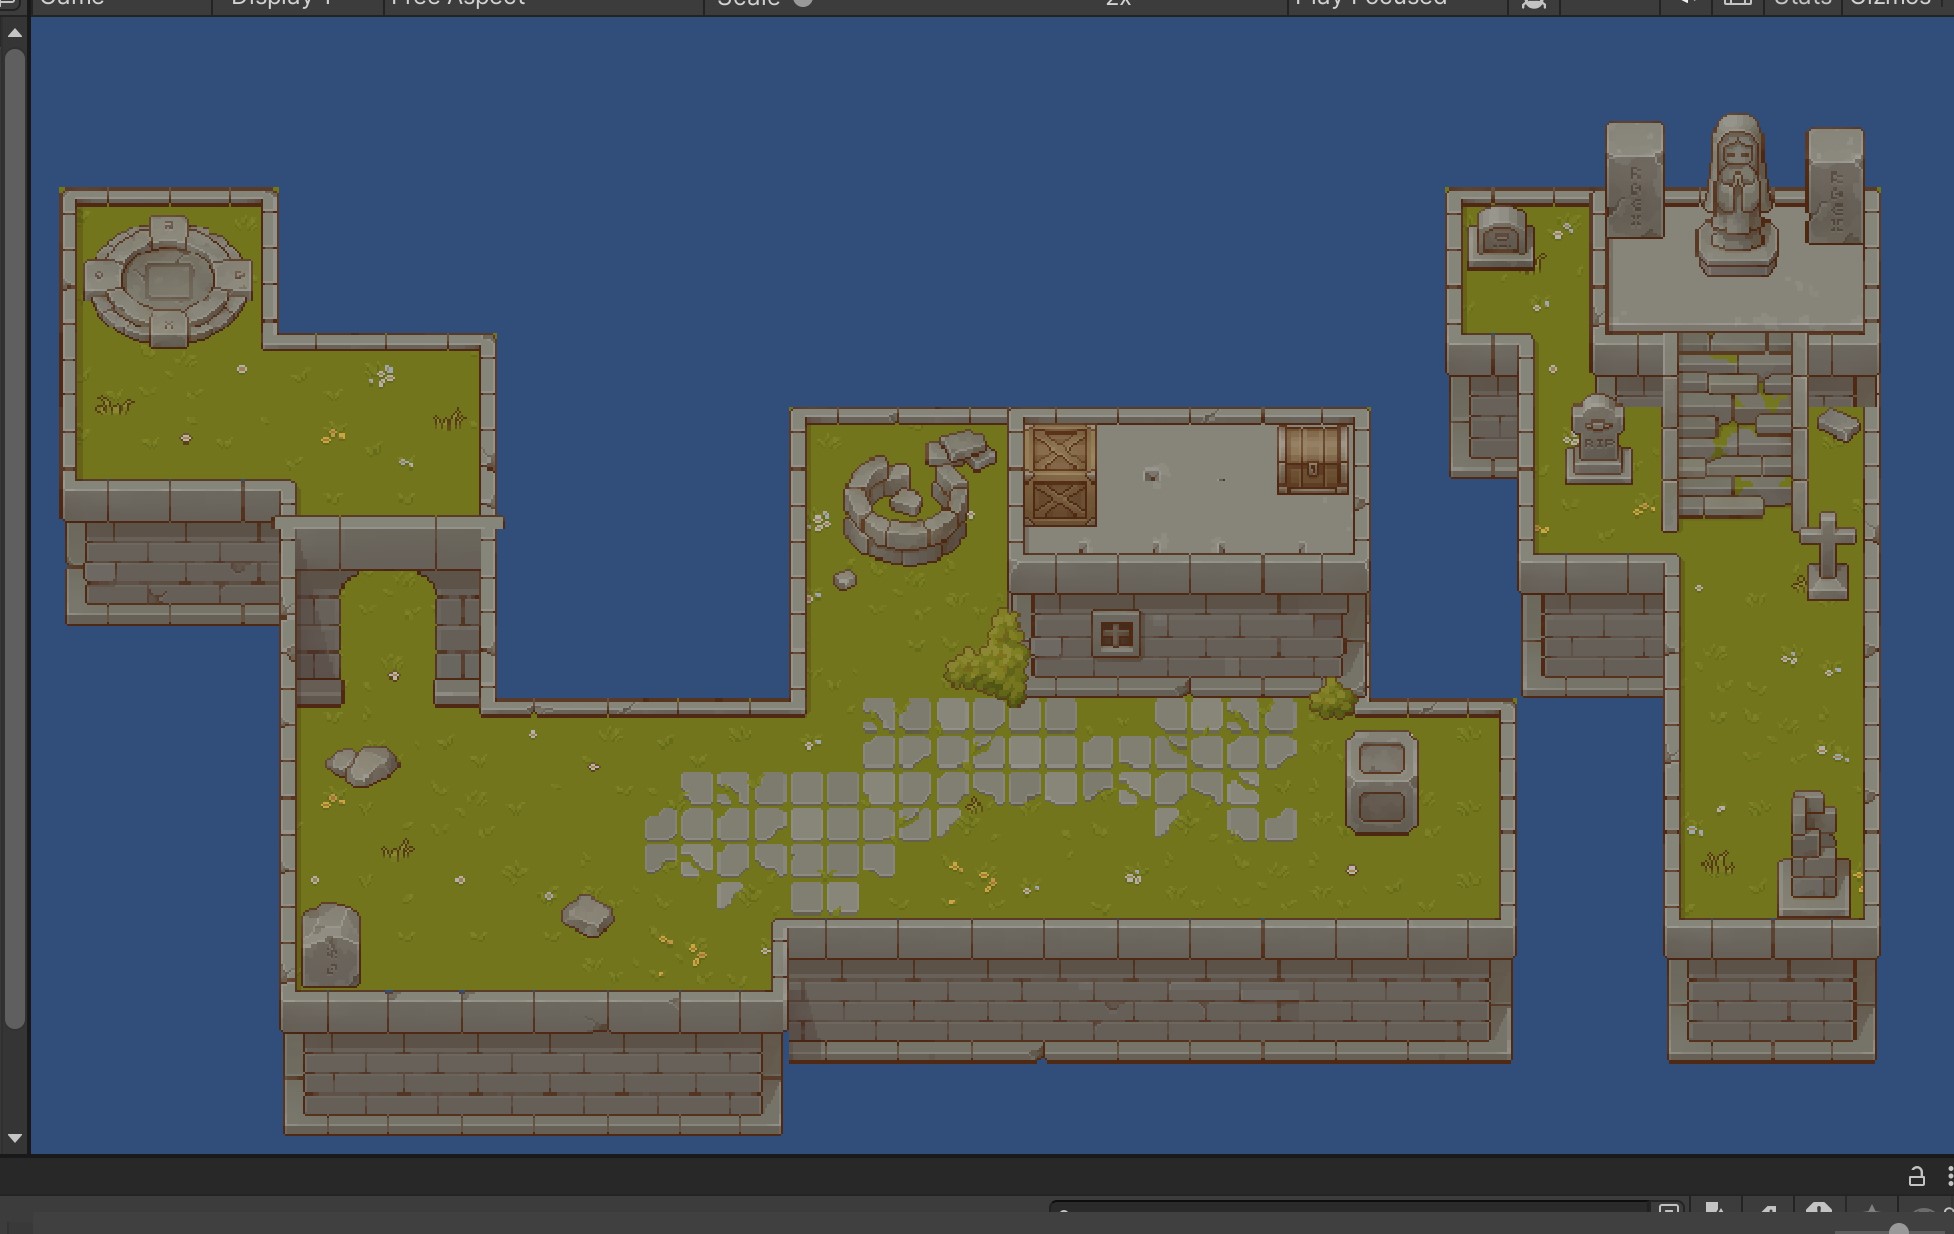 Game
Display 1
Free Aspect
Scale
2x
Play Focused
Stats
Gizmos
RIP